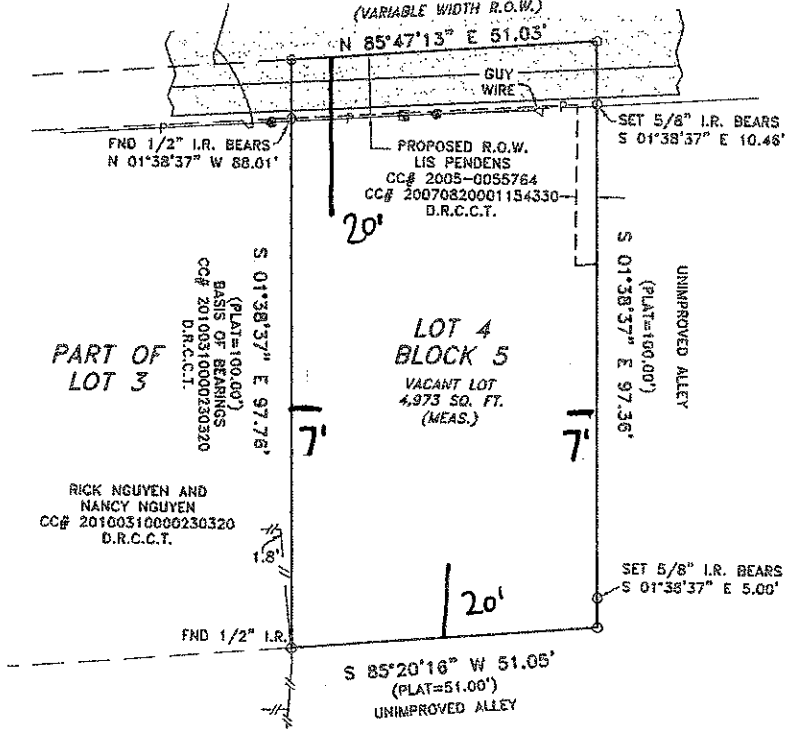 (VARIABLE WIDTH R.O.W.)
N 85°47'13" E 51.03'
GUY
WIRE
FND 1/2" I.R. BEARS
N 01°38'37" W 88.01'
SET 5/8" I.R. BEARS
S 01°38'37" E 10.46'
PROPOSED R.O.W.
LIS PENDENS
CC# 2005-0055764
CC# 20070820001154330
D.R.C.C.T.
20'
S 01°38'37" E 97.76'
(PLAT=100.00')
BASIS OF BEARINGS
CC# 20100310000230320
D.R.C.C.T.
PART OF
LOT 3
LOT 4
BLOCK 5
VACANT LOT
4,973 SQ. FT.
(MEAS.)
S 01°38'37" E 97.36'
(PLAT=100.00')
UNIMPROVED ALLEY
7'
7'
RICK NGUYEN AND
NANCY NGUYEN
CC# 20100310000230320
D.R.C.C.T.
1.8'
SET 5/8" I.R. BEARS
S 01°38'37" E 5.00'
20'
FND 1/2" I.R.
S 85°20'16" W 51.05'
(PLAT=51.00')
UNIMPROVED ALLEY